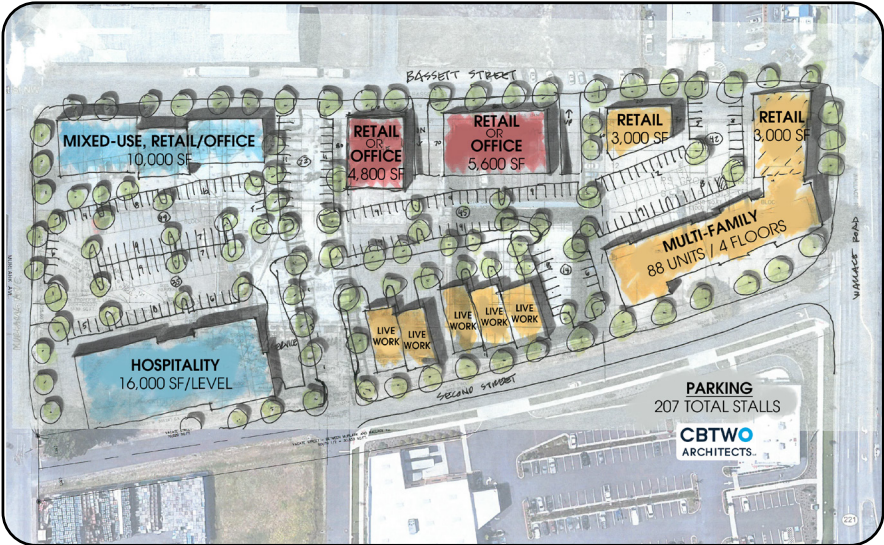 BASSETT STREET
MIXED-USE, RETAIL/OFFICE
10,000 SF
RETAIL
OR
OFFICE
4,800 SF
RETAIL
OR
OFFICE
5,600 SF
RETAIL
3,000 SF
RETAIL
3,000 SF
MULTI-FAMILY
88 UNITS / 4 FLOORS
WALLACE ROAD
LIVE
WORK
LIVE
WORK
LIVE
WORK
LIVE
WORK
LIVE
WORK
HOSPITALITY
16,000 SF/LEVEL
SECOND STREET
PARKING
207 TOTAL STALLS
CBTWO
ARCHITECTS
221